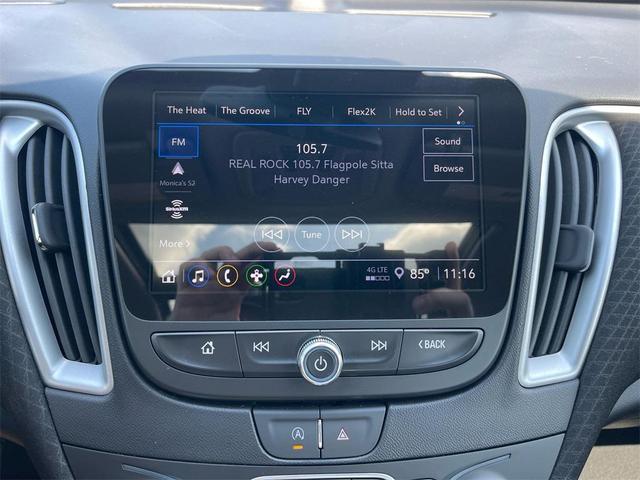 The Heat The Groove FLY Flex2K Hold to Set
FM 105.7 Sound
REAL ROCK 105.7 Flagpole Sitta
Harvey Danger Browse
Monica's S2
SiriusXM
Tune
More
4G LTE 85° 11:16
BACK
A